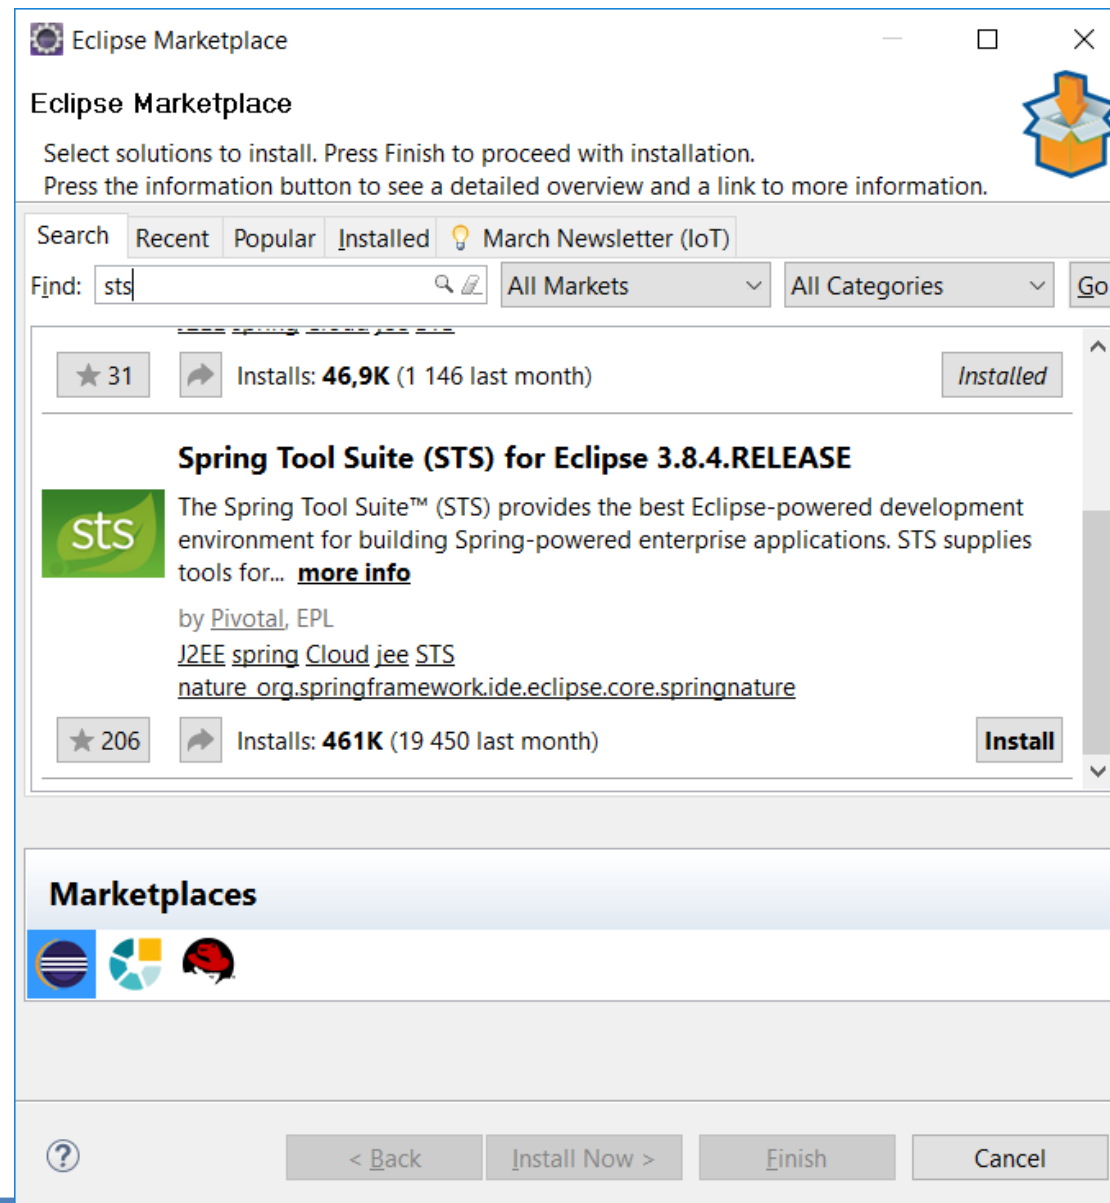 Eclipse Marketplace
Eclipse Marketplace
Select solutions to install. Press Finish to proceed with installation.
Press the information button to see a detailed overview and a link to more information.
Search Recent Popular Installed March Newsletter (IoT)
Find: sts All Markets All Categories Go
31 Installs: 46,9K (1 146 last month) Installed
Spring Tool Suite (STS) for Eclipse 3.8.4.RELEASE
sts
The Spring Tool Suite™ (STS) provides the best Eclipse-powered development
environment for building Spring-powered enterprise applications. STS supplies
tools for... more info
by Pivotal, EPL
J2EE spring Cloud jee STS
nature_org.springframework.ide.eclipse.core.springnature
206 Installs: 461K (19 450 last month) Install
Marketplaces
< Back Install Now > Finish Cancel